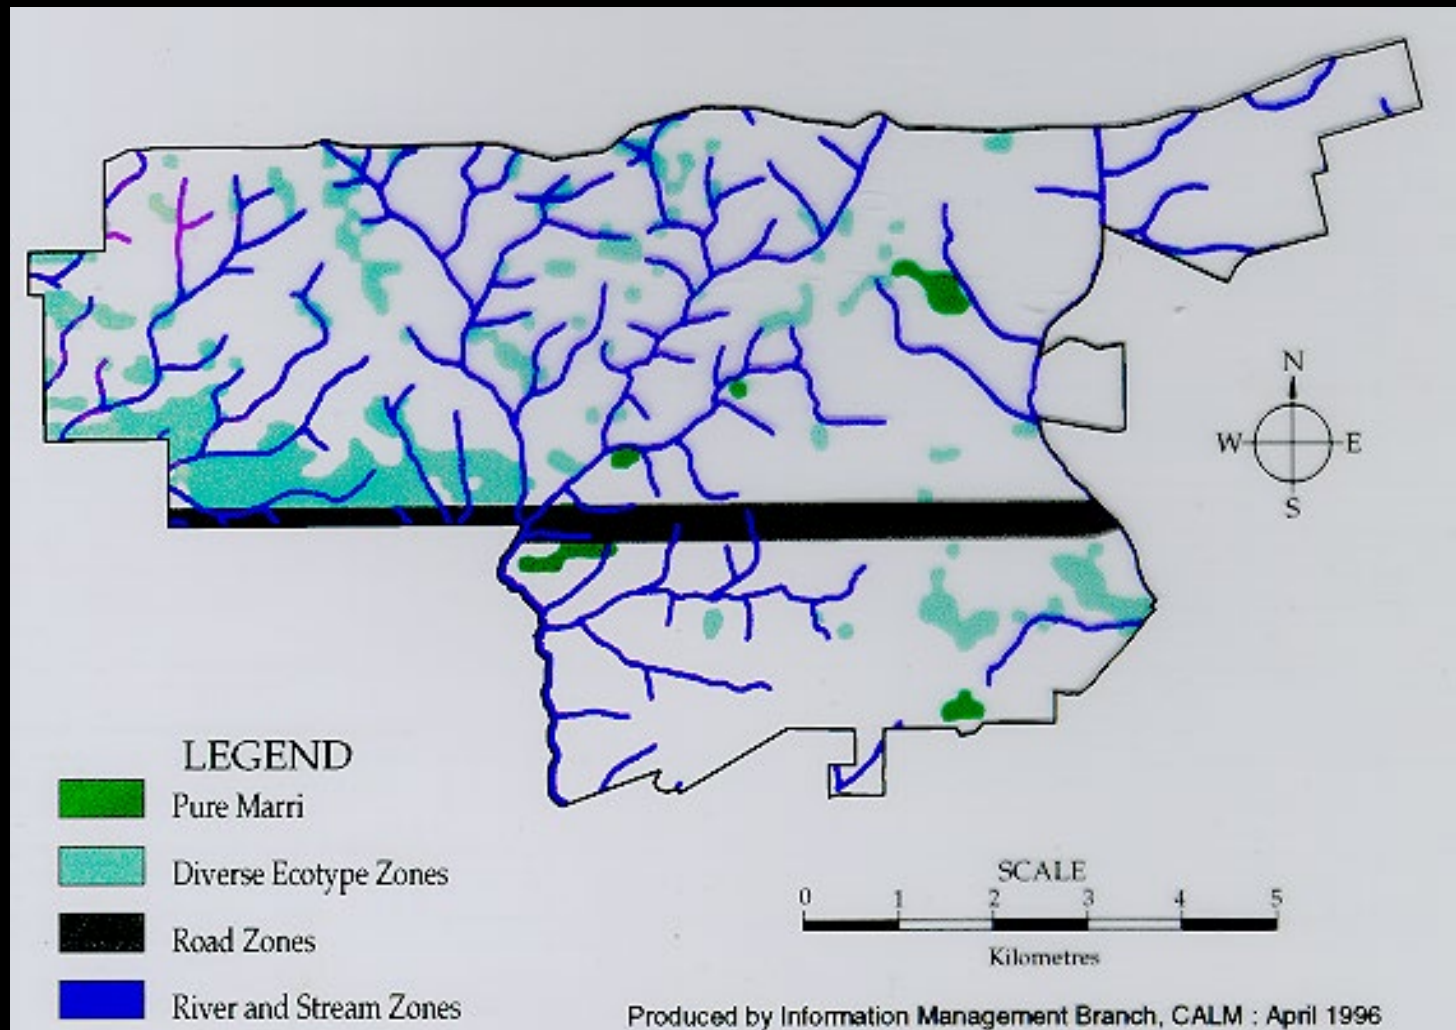 N
W E
S
LEGEND
Pure Marri
Diverse Ecotype Zones
Road Zones
River and Stream Zones
SCALE
0 1 2 3 4 5
Kilometres
Produced by Information Management Branch, CALM : April 1996